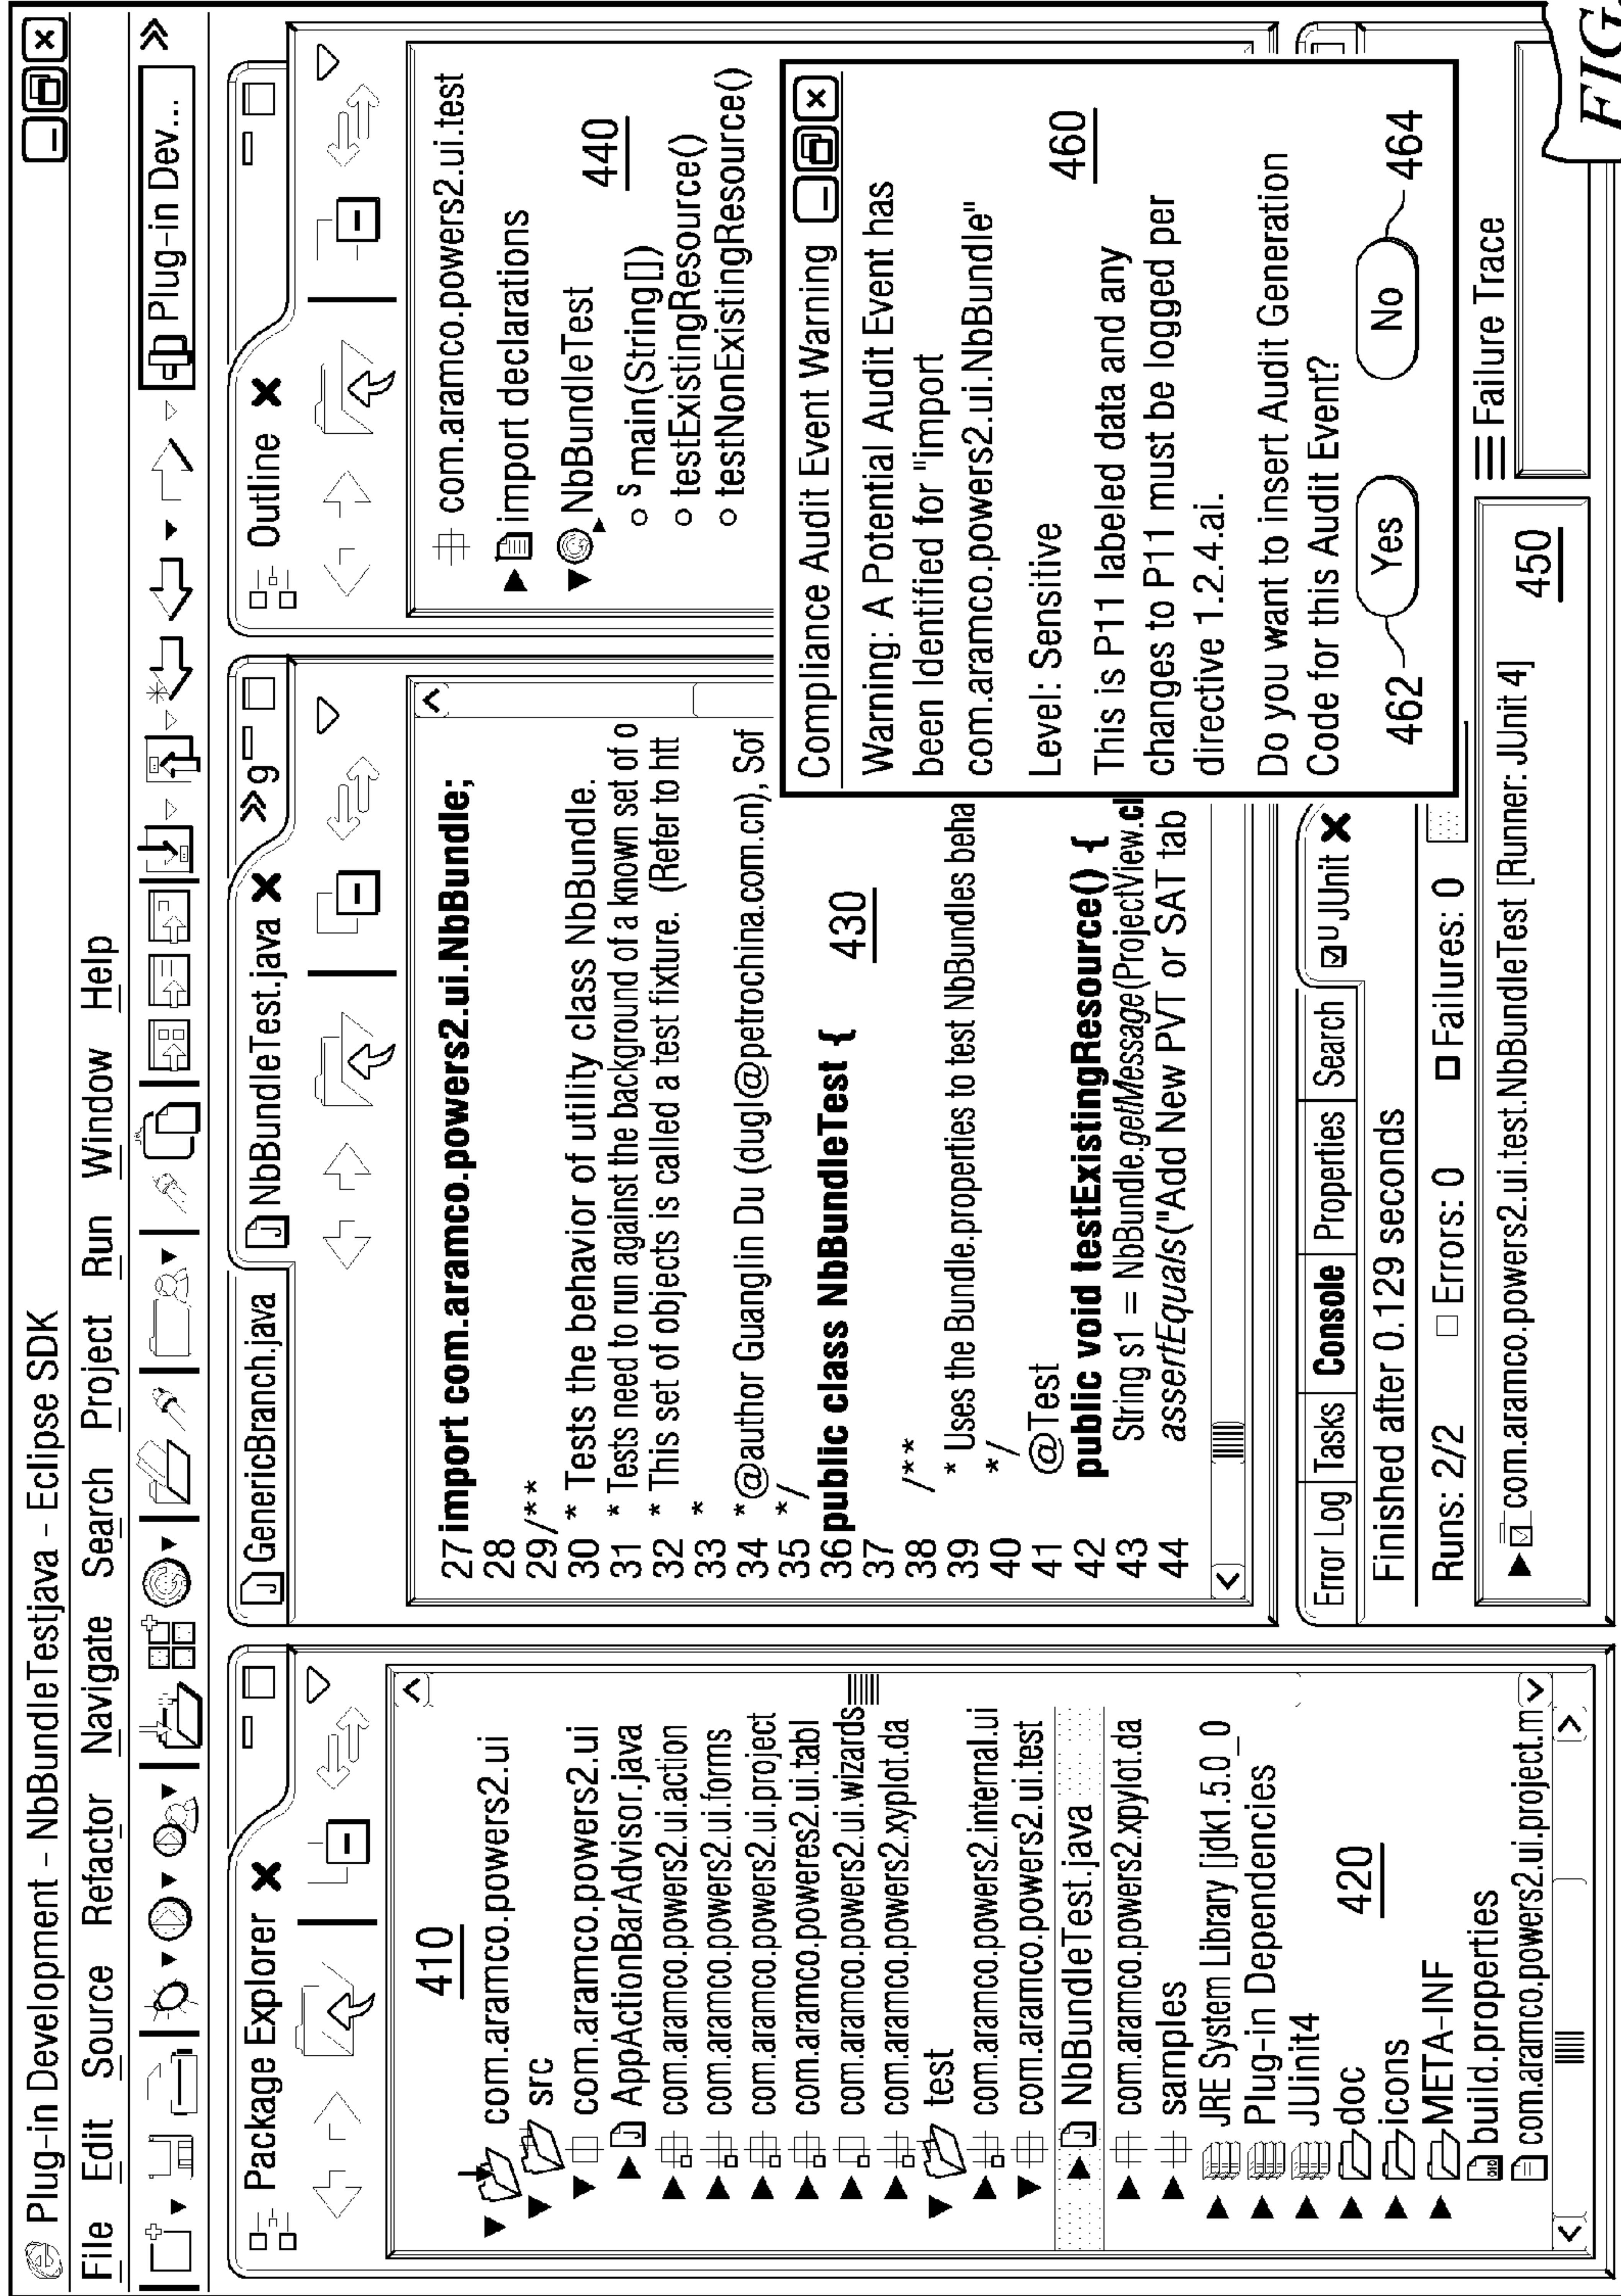 Plug-in Development - NbBundleTestjava - Eclipse SDK
File Edit Source Refactor Navigate Search Project Run Window Help
Plug-in Dev...
Package Explorer
410
com.aramco.powers2.ui
src
com.aramco.powers2.ui
AppActionBarAdvisor.java
com.aramco.powers2.ui.action
com.aramco.powers2.ui.forms
com.aramco.powers2.ui.project
com.aramco.poweres2.ui.tabl
com.aramco.powers2.ui.wizards
com.aramco.powers2.xyplot.da
test
com.aramco.powers2.internal.ui
com.aramco.powers2.ui.test
NbBundleTest.java
com.aramco.powers2.xpylot.da
samples
JRE System Library [jdk1.5.0_0
Plug-in Dependencies
JUinit4
doc
420
icons
META-INF
build.properties
com.aramco.powers2.ui.project.m
GenericBranch.java NbBundleTest.java 9
27 import com.aramco.powers2.ui.NbBundle;
28
29 /**
30 * Tests the behavior of utility class NbBundle.
31 * Tests need to run against the background of a known set of o
32 * This set of objects is called a test fixture. (Refer to htt
33 *
34 * @author Guanglin Du (dugl@petrochina.com.cn), Sof
35 */
36 public class NbBundleTest {
430
37
38 /**
39 * Uses the Bundle.properties to test NbBundles beha
40 */
41 @Test
42 public void testExistingResource() {
43 String s1 = NbBundle.getMessage(ProjectView.cl
44 assertEquals("Add New PVT or SAT tab
Outline
com.aramco.powers2.ui.test
import declarations
NbBundleTest
440
S main(String[])
testExistingResource()
testNonExistingResource()
Compliance Audit Event Warning
Warning: A Potential Audit Event has
been Identified for "import
com.aramco.powers2.ui.NbBundle"
Level: Sensitive
460
This is P11 labeled data and any
changes to P11 must be logged per
directive 1.2.4.ai.
Do you want to insert Audit Generation
Code for this Audit Event?
462 Yes No 464
Error Log Tasks Console Properties Search JUnit
Finished after 0.129 seconds
Runs: 2/2 Errors: 0 Failures: 0
com.aramco.powers2.ui.test.NbBundleTest [Runner: JUnit 4]
450
Failure Trace
FIG.